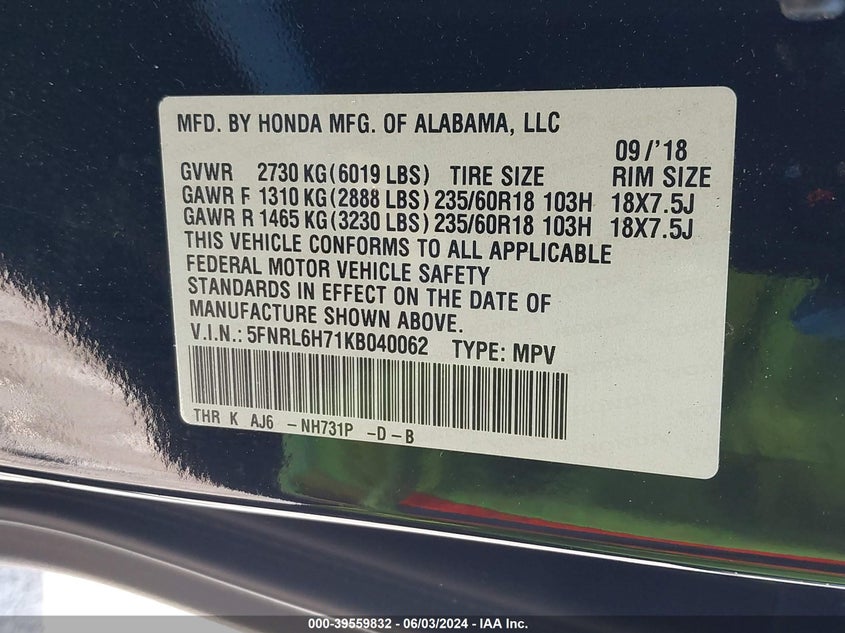 MFD. BY HONDA MFG. OF ALABAMA, LLC
09/'18
GVWR 2730 KG(6019 LBS) TIRE SIZE RIM SIZE
GAWR F 1310 KG(2888 LBS) 235/60R18 103H 18X7.5J
GAWR R 1465 KG(3230 LBS) 235/60R18 103H 18X7.5J
THIS VEHICLE CONFORMS TO ALL APPLICABLE
FEDERAL MOTOR VEHICLE SAFETY
STANDARDS IN EFFECT ON THE DATE OF
MANUFACTURE SHOWN ABOVE.
V.I.N.: 5FNRL6H71KB040062 TYPE: MPV
THR K AJ6 -NH731P -D-B
000-39559832 - 06/03/2024 - IAA Inc.